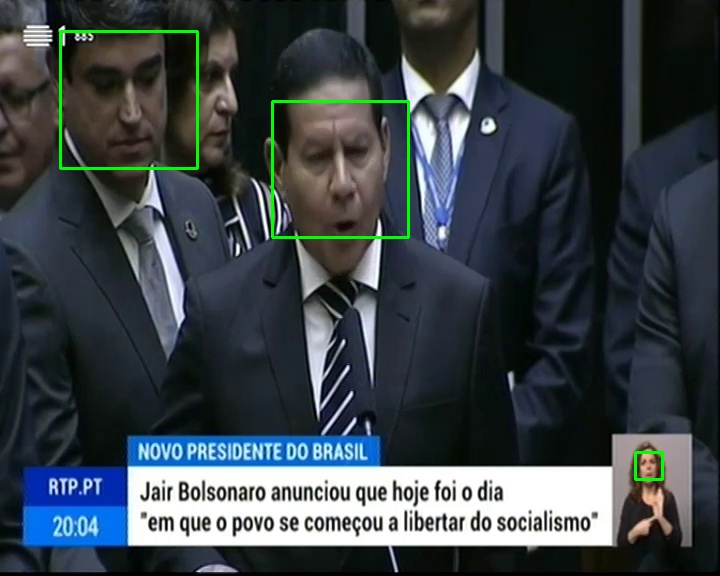 NOVO PRESIDENTE DO BRASIL
RTP.PT
Jair Bolsonaro anunciou que hoje foi o dia
20:04
"em que o povo se começou a libertar do socialismo"